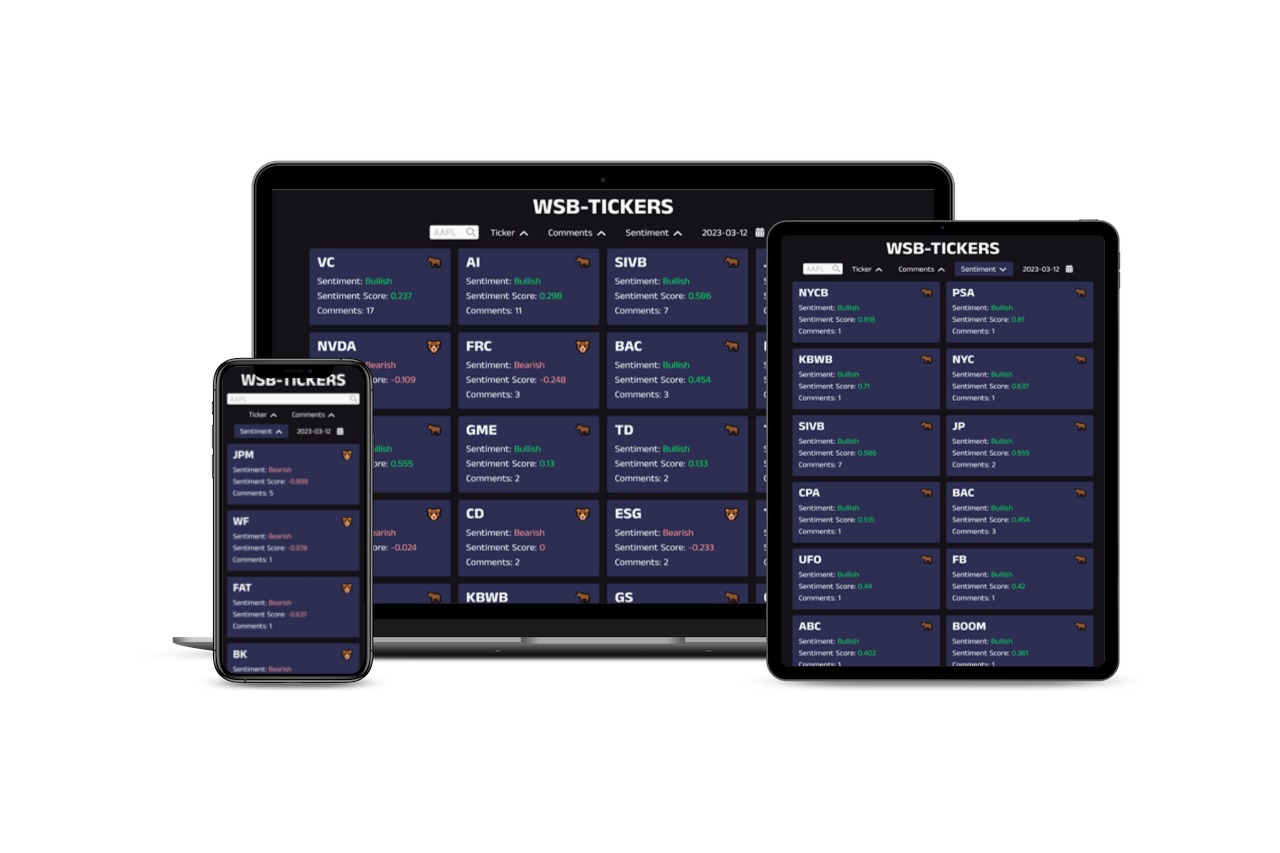 WSB-TICKERS
AAPL
Ticker
Comments
Sentiment
2023-03-12
VC
Sentiment: Bullish
Sentiment Score: 0.237
Comments: 17
AI
Sentiment: Bullish
Sentiment Score: 0.298
Comments: 11
SIVB
Sentiment: Bullish
Sentiment Score: 0.586
Comments: 7
NVDA
Bearish
ore: -0.109
FRC
Sentiment: Bearish
Sentiment Score: -0.248
Comments: 3
BAC
Sentiment: Bullish
Sentiment Score: 0.454
Comments: 3
ullish
ore: 0.555
GME
Sentiment: Bullish
Sentiment Score: 0.13
Comments: 2
TD
Sentiment: Bullish
Sentiment Score: 0.133
Comments: 2
earish
ore: -0.024
CD
Sentiment: Bearish
Sentiment Score: 0
Comments: 2
ESG
Sentiment: Bearish
Sentiment Score: -0.233
Comments: 2
KBWB
GS
WSB-TICKERS
AAPL
Ticker
Comments
Sentiment
2023-03-12
JPM
Sentiment: Bearish
Sentiment Score: -0.899
Comments: 5
WF
Sentiment: Bearish
Sentiment Score: -0.878
Comments: 1
FAT
Sentiment: Bearish
Sentiment Score: -0.637
Comments: 1
BK
Sentiment: Bearish
WSB-TICKERS
AAPL
Ticker
Comments
Sentiment
2023-03-12
NYCB
Sentiment: Bullish
Sentiment Score: 0.818
Comments: 1
PSA
Sentiment: Bullish
Sentiment Score: 0.81
Comments: 1
KBWB
Sentiment: Bullish
Sentiment Score: 0.71
Comments: 1
NYC
Sentiment: Bullish
Sentiment Score: 0.637
Comments: 1
SIVB
Sentiment: Bullish
Sentiment Score: 0.586
Comments: 7
JP
Sentiment: Bullish
Sentiment Score: 0.555
Comments: 2
CPA
Sentiment: Bullish
Sentiment Score: 0.515
Comments: 1
BAC
Sentiment: Bullish
Sentiment Score: 0.454
Comments: 3
UFO
Sentiment: Bullish
Sentiment Score: 0.44
Comments: 1
FB
Sentiment: Bullish
Sentiment Score: 0.42
Comments: 1
ABC
Sentiment: Bullish
Sentiment Score: 0.402
Comments: 1
BOOM
Sentiment: Bullish
Sentiment Score: 0.361
Comments: 1